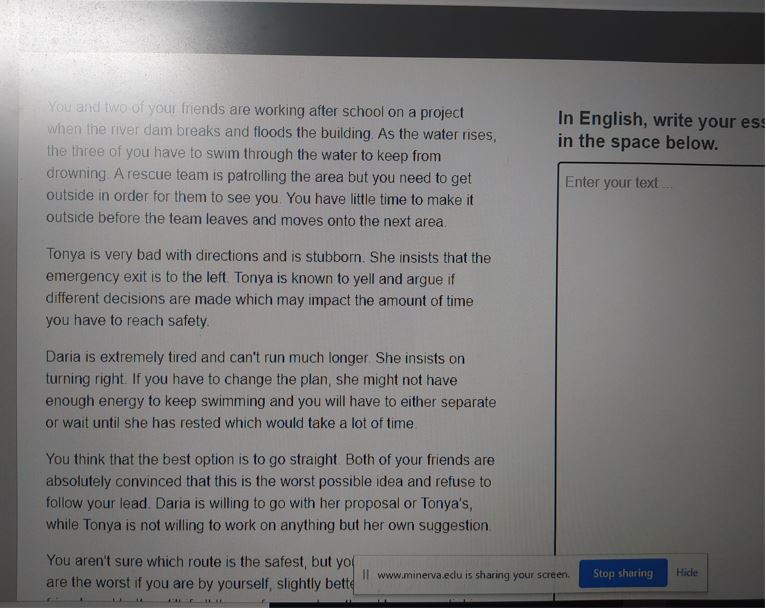 You and two of your friends are working after school on a project
when the river dam breaks and floods the building. As the water rises,
the three of you have to swim through the water to keep from
drowning. A rescue team is patrolling the area but you need to get
outside in order for them to see you. You have little time to make it
outside before the team leaves and moves onto the next area.
Tonya is very bad with directions and is stubborn. She insists that the
emergency exit is to the left. Tonya is known to yell and argue if
different decisions are made which may impact the amount of time
you have to reach safety.
Daria is extremely tired and can't run much longer. She insists on
turning right. If you have to change the plan, she might not have
enough energy to keep swimming and you will have to either separate
or wait until she has rested which would take a lot of time.
You think that the best option is to go straight. Both of your friends are
absolutely convinced that this is the worst possible idea and refuse to
follow your lead. Daria is willing to go with her proposal or Tonya's,
while Tonya is not willing to work on anything but her own suggestion.
You aren't sure which route is the safest, but
are the worst if you are by yourself, slightly
In English, write your
in the space below.
Enter your text ...
www.minerva.edu is sharing your screen.
Stop sharing
Hide